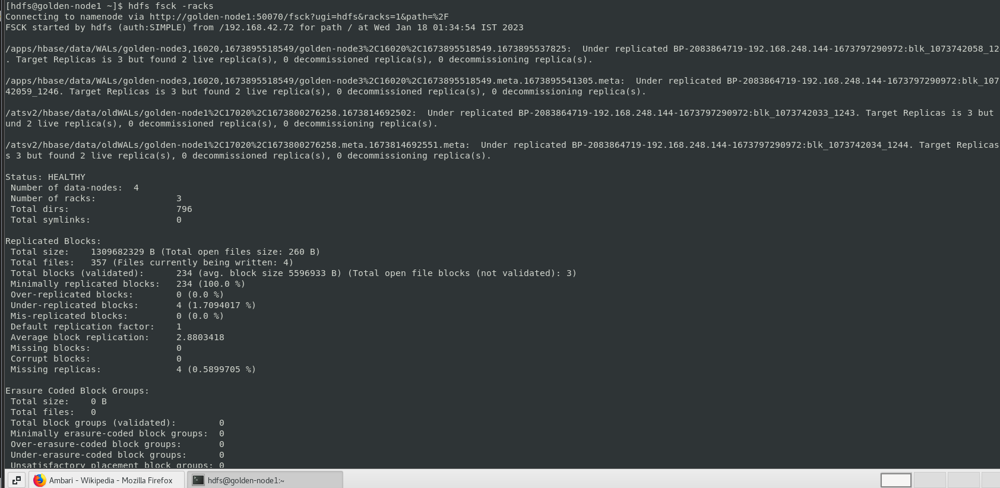 [hdfs@golden-node1 ~]$ hdfs fsck -racks
Connecting to namenode via http://golden-node1:50070/fsck?ugi=hdfs&racks=1&path=%2F
FSCK started by hdfs (auth:SIMPLE) from /192.168.42.72 for path / at Wed Jan 18 01:34:54 IST 2023
/apps/hbase/data/WALs/golden-node3,16020,1673895518549/golden-node3%2C16020%2C1673895518549.1673895537825:  Under replicated BP-2083864719-192.168.248.144-1673797290972:blk_1073742058_12
. Target Replicas is 3 but found 2 live replica(s), 0 decommissioned replica(s), 0 decommissioning replica(s).
/apps/hbase/data/WALs/golden-node3,16020,1673895518549/golden-node3%2C16020%2C1673895518549.meta.1673895541305.meta:  Under replicated BP-2083864719-192.168.248.144-1673797290972:blk_107
42059_1246. Target Replicas is 3 but found 2 live replica(s), 0 decommissioned replica(s), 0 decommissioning replica(s).
/atsv2/hbase/data/oldWALs/golden-node1%2C17020%2C1673800276258.1673814692502:  Under replicated BP-2083864719-192.168.248.144-1673797290972:blk_1073742033_1243. Target Replicas is 3 but
und 2 live replica(s), 0 decommissioned replica(s), 0 decommissioning replica(s).
/atsv2/hbase/data/oldWALs/golden-node1%2C17020%2C1673800276258.meta.1673814692551.meta:  Under replicated BP-2083864719-192.168.248.144-1673797290972:blk_1073742034_1244. Target Replicas
s 3 but found 2 live replica(s), 0 decommissioned replica(s), 0 decommissioning replica(s).
Status: HEALTHY
Number of data-nodes:  4
Number of racks:               3
Total dirs:                    796
Total symlinks:                0
Replicated Blocks:
Total size:    1309682329 B (Total open files size: 260 B)
Total files:   357 (Files currently being written: 4)
Total blocks (validated):      234 (avg. block size 5596933 B) (Total open file blocks (not validated): 3)
Minimally replicated blocks:   234 (100.0 %)
Over-replicated blocks:        0 (0.0 %)
Under-replicated blocks:       4 (1.7094017 %)
Mis-replicated blocks:         0 (0.0 %)
Default replication factor:    1
Average block replication:     2.8803418
Missing blocks:                0
Corrupt blocks:                0
Missing replicas:              4 (0.5899705 %)
Erasure Coded Block Groups:
Total size:    0 B
Total files:   0
Total block groups (validated):        0
Minimally erasure-coded block groups:  0
Over-erasure-coded block groups:       0
Under-erasure-coded block groups:      0
Unsatisfactory placement block groups: 0
Ambari - Wikipedia - Mozilla Firefox
hdfs@golden-node1:~